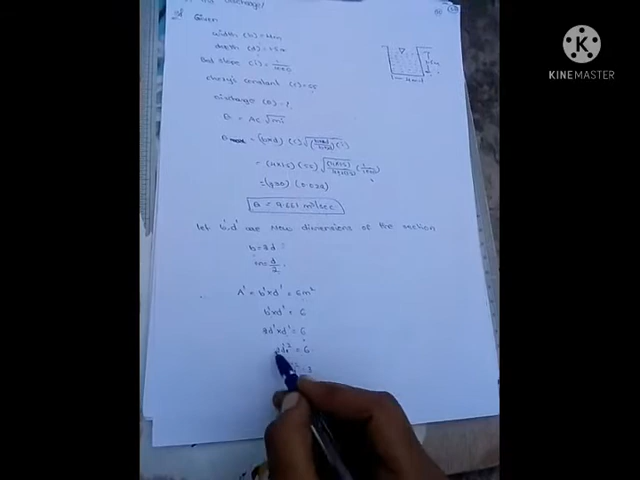 Given
width (b) = 4m
depth (d) = 1.5m
Bed slope (i) = 1/1000
chezy's constant (c) = 55
discharge (Q) = ?
Q = AC √mi
Q = (b×d) (c) √(b×d/(b+2d)) (i)
= (4×1.5) (55) √(4×1.5)/(4+2(1.5)) (1/1000)
= (330) (0.029)
Q = 9.661 m³/sec
let b',d' are New dimensions of the section
b = 2d
m = d/2
A' = b'×d' = 6m²
b'×d' = 6
2d'×d' = 6
2d'² = 6
KINEMASTER